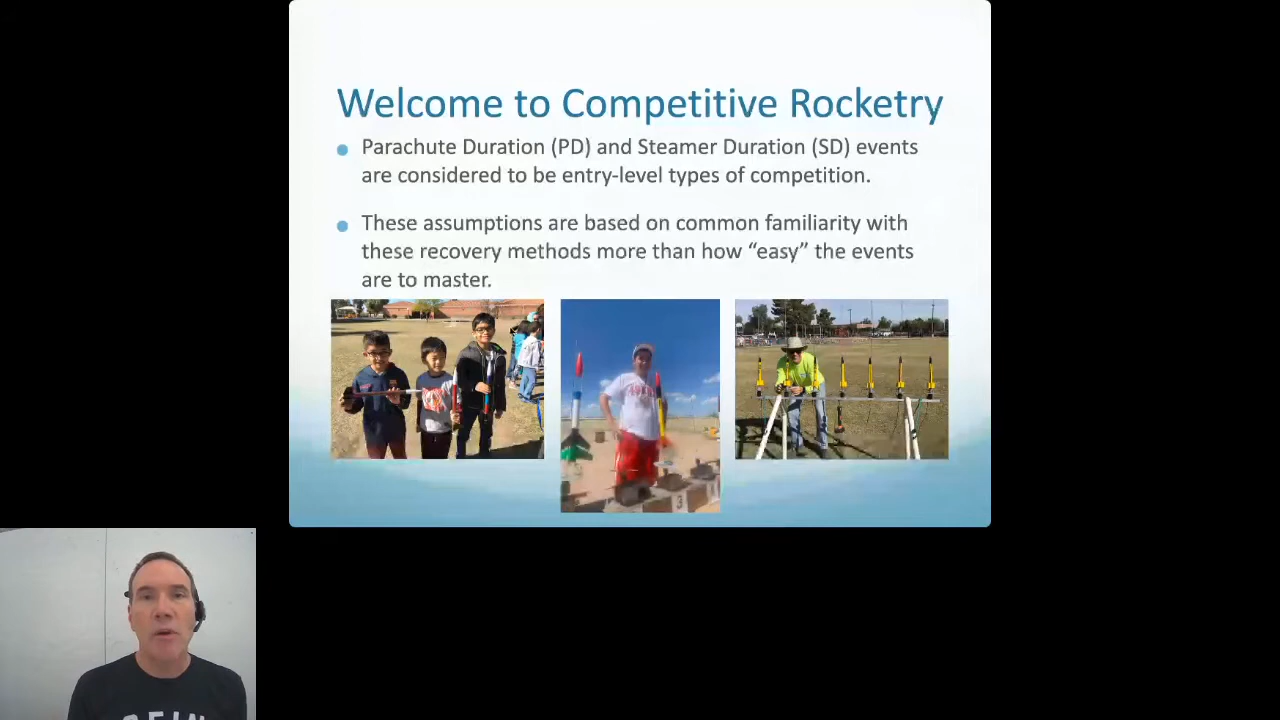 Welcome to Competitive Rocketry
Parachute Duration (PD) and Steamer Duration (SD) events
are considered to be entry-level types of competition.
These assumptions are based on common familiarity with
these recovery methods more than how “easy” the events
are to master.
3